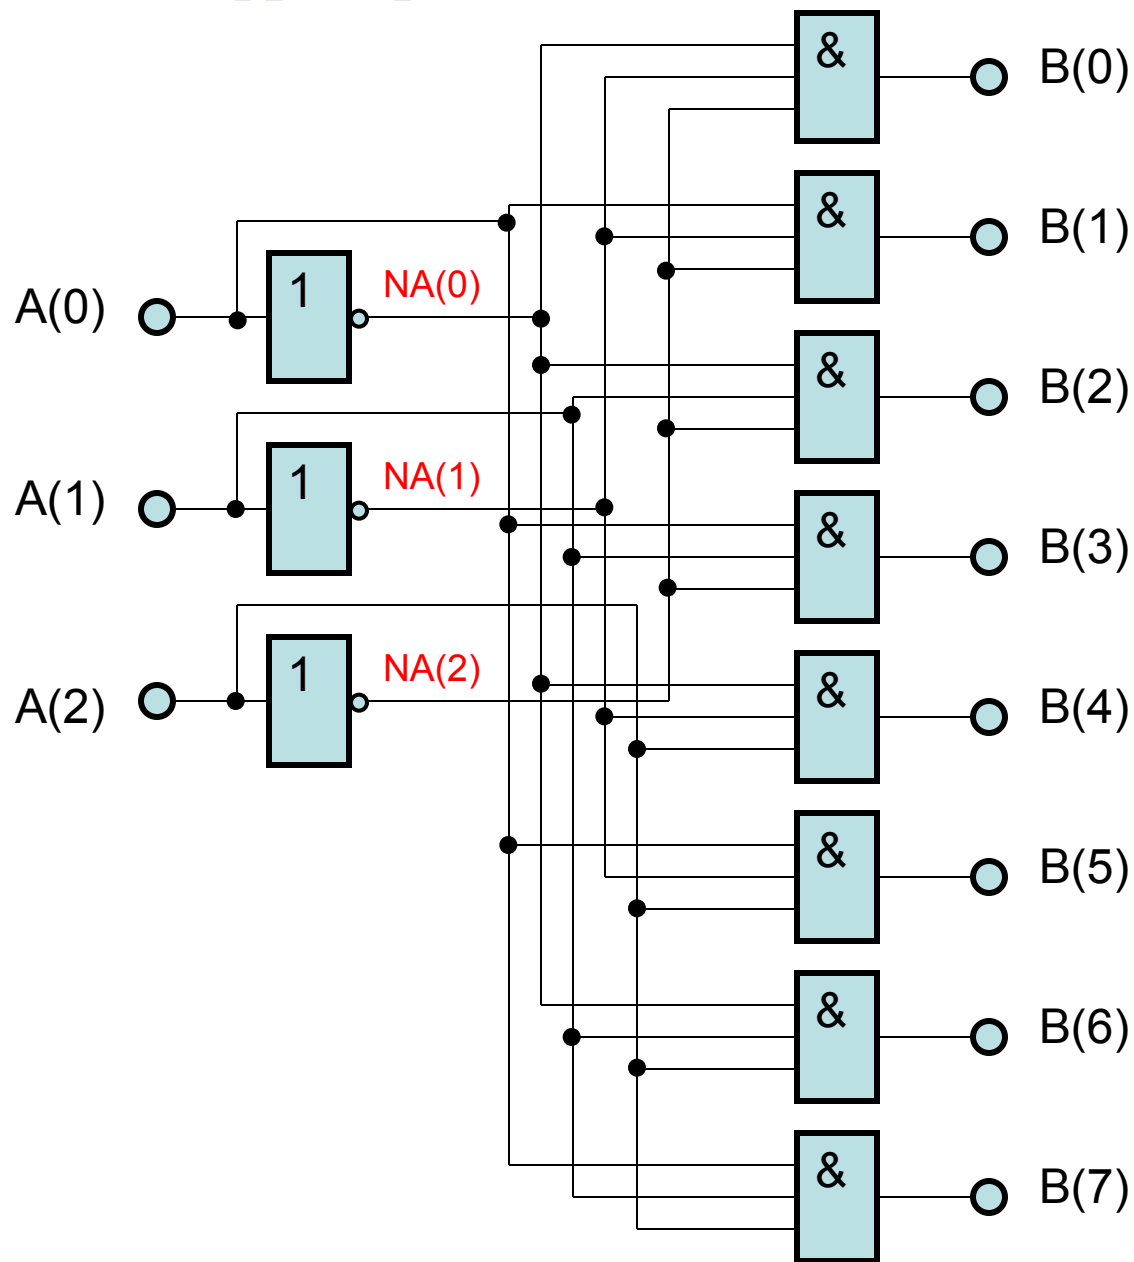 &
B(0)
&
B(1)
A(0)
1
NA(0)
&
B(2)
A(1)
1
NA(1)
&
B(3)
A(2)
1
NA(2)
&
B(4)
&
B(5)
&
B(6)
&
B(7)